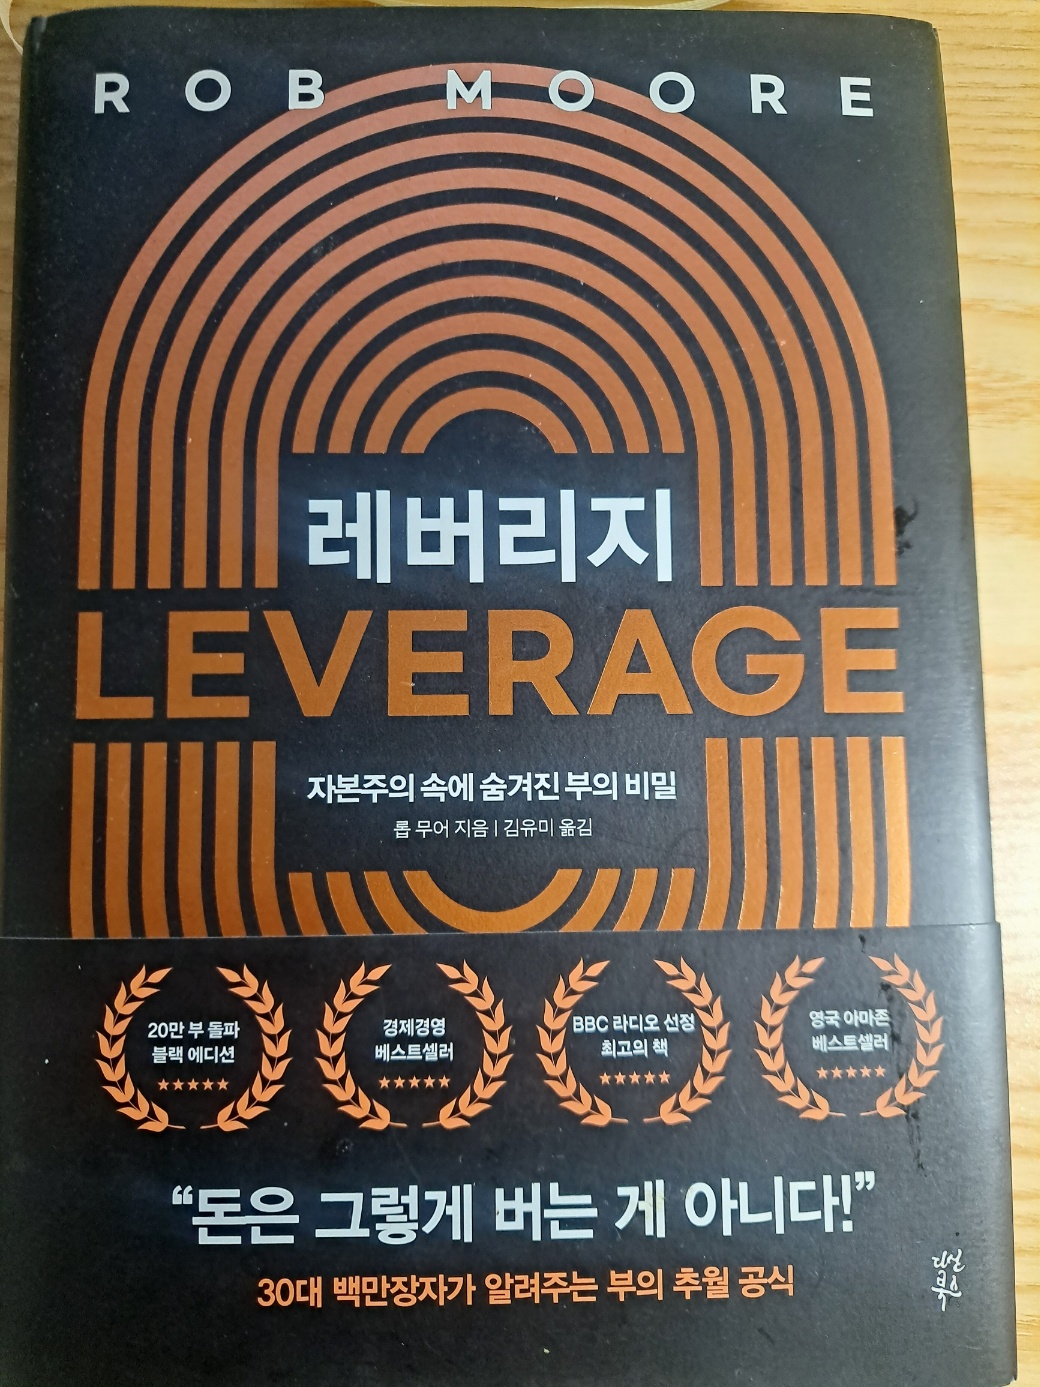 ROB MOORE
레버리지
LEVERAGE
자본주의 속에 숨겨진 부의 비밀
롭 무어 지음 | 김유미 옮김
20만 부 돌파
블랙 에디션
★★★★★
경제경영
베스트셀러
★★★★★
BBC 라디오 선정
최고의 책
★★★★★
영국 아마존
베스트셀러
★★★★★
“돈은 그렇게 버는 게 아니다!”
30대 백만장자가 알려주는 부의 추월 공식
다산
북스